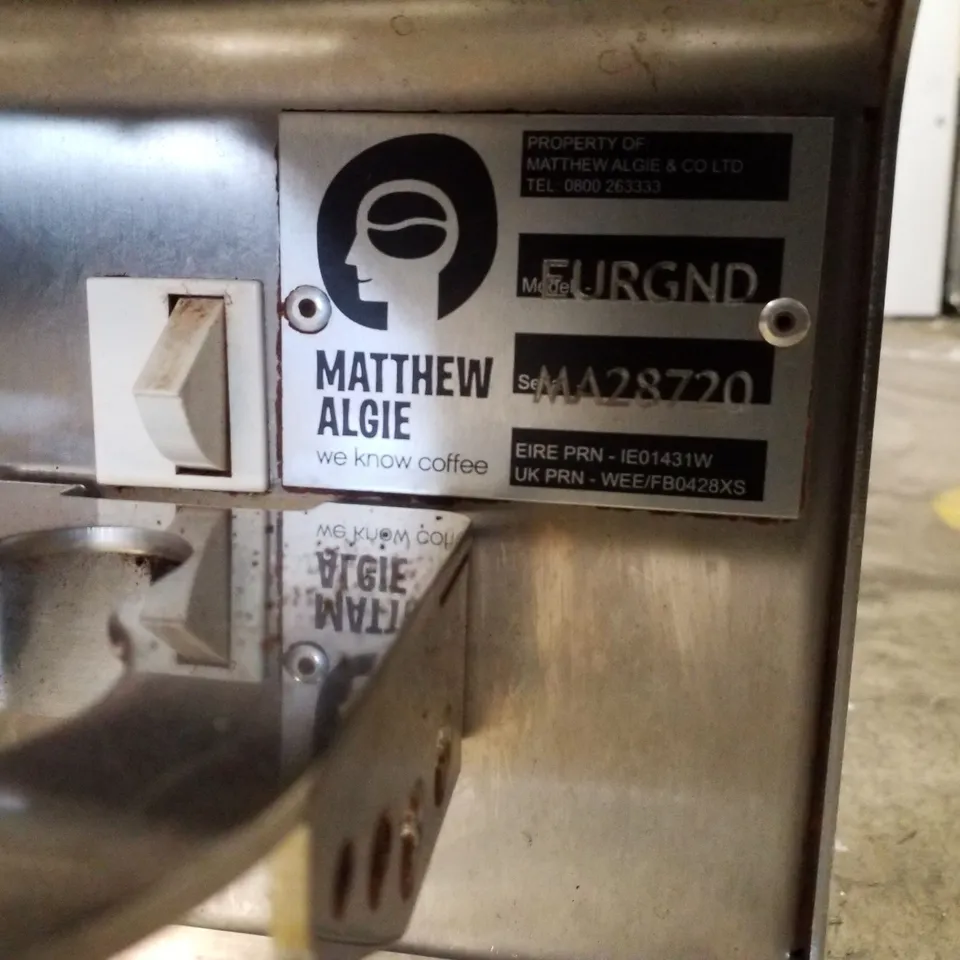 PROPERTY OF:
MATTHEW ALGIE & CO LTD
TEL: 0800 263333
Model - EURGND
MA28720
EIRE PRN - IE01431W
UK PRN - WEE/FB0428XS
MATTHEW
ALGIE
we know coffee